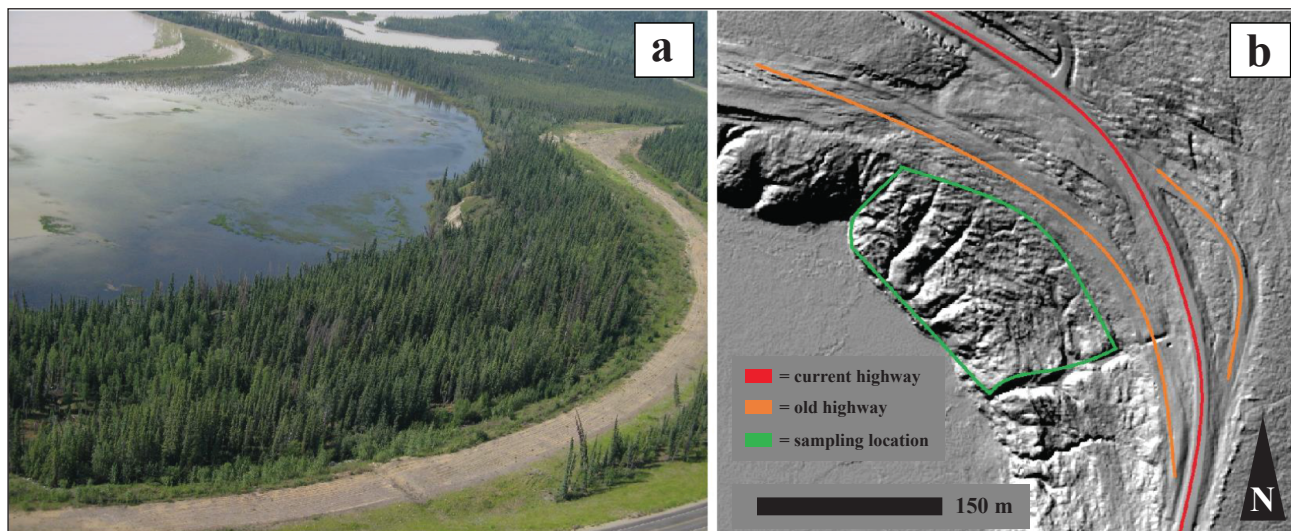 a
b
= current highway
= old highway
= sampling location
150 m
N